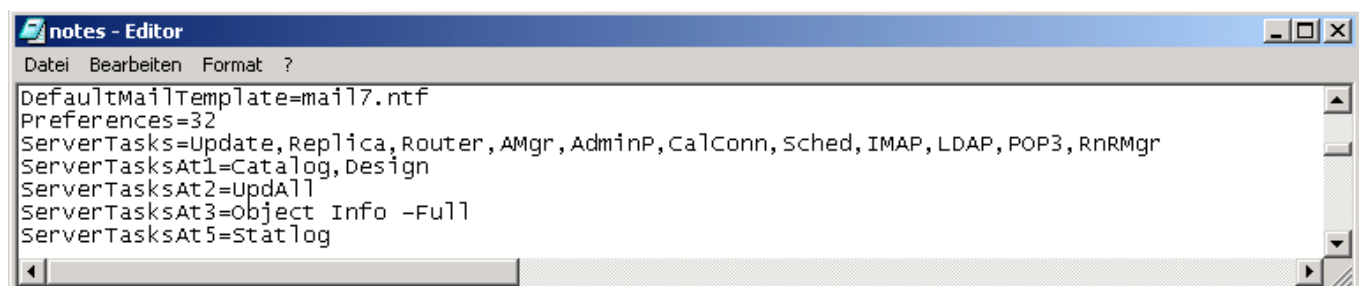 notes - Editor
Datei Bearbeiten Format ?
DefaultMailTemplate=mail7.ntf
Preferences=32
ServerTasks=Update,Replica,Router,AMgr,AdminP,CalConn,Sched,IMAP,LDAP,POP3,RnRMgr
ServerTasksAt1=Catalog,Design
ServerTasksAt2=UpdAll
ServerTasksAt3=Object Info -Full
ServerTasksAt5=Statlog